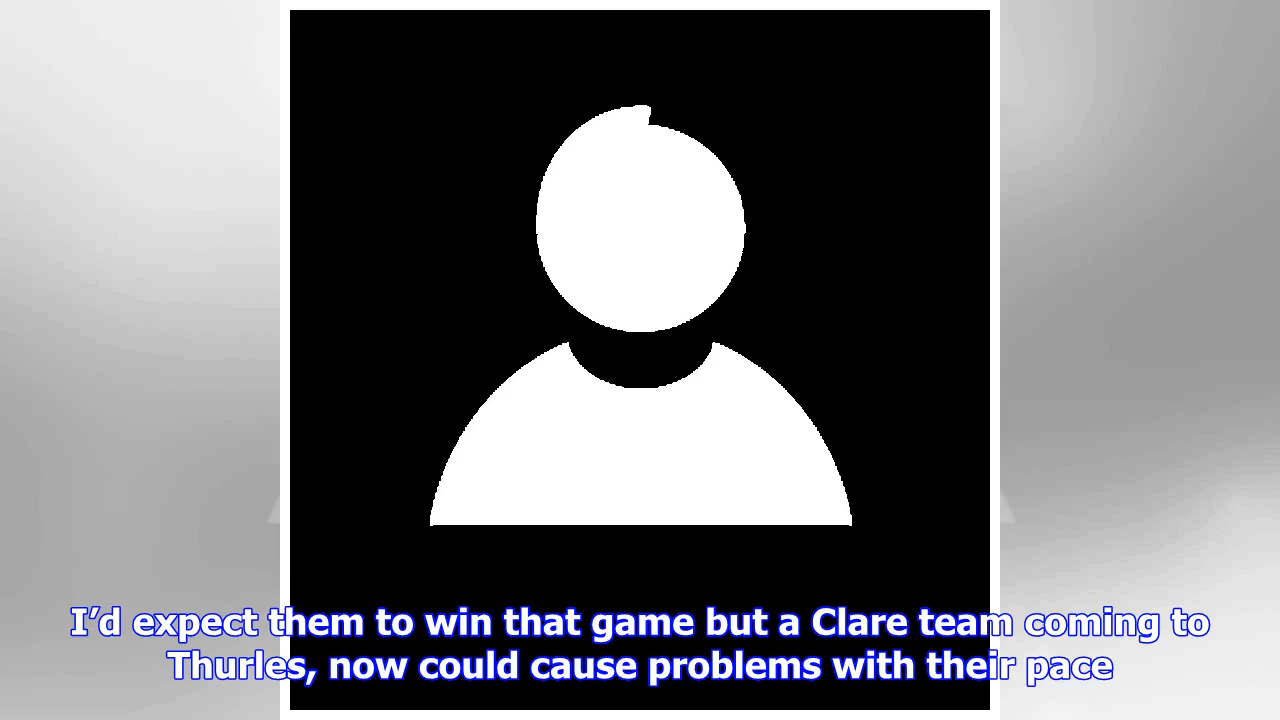 I’d expect them to win that game but a Clare team coming to
Thurles, now could cause problems with their pace